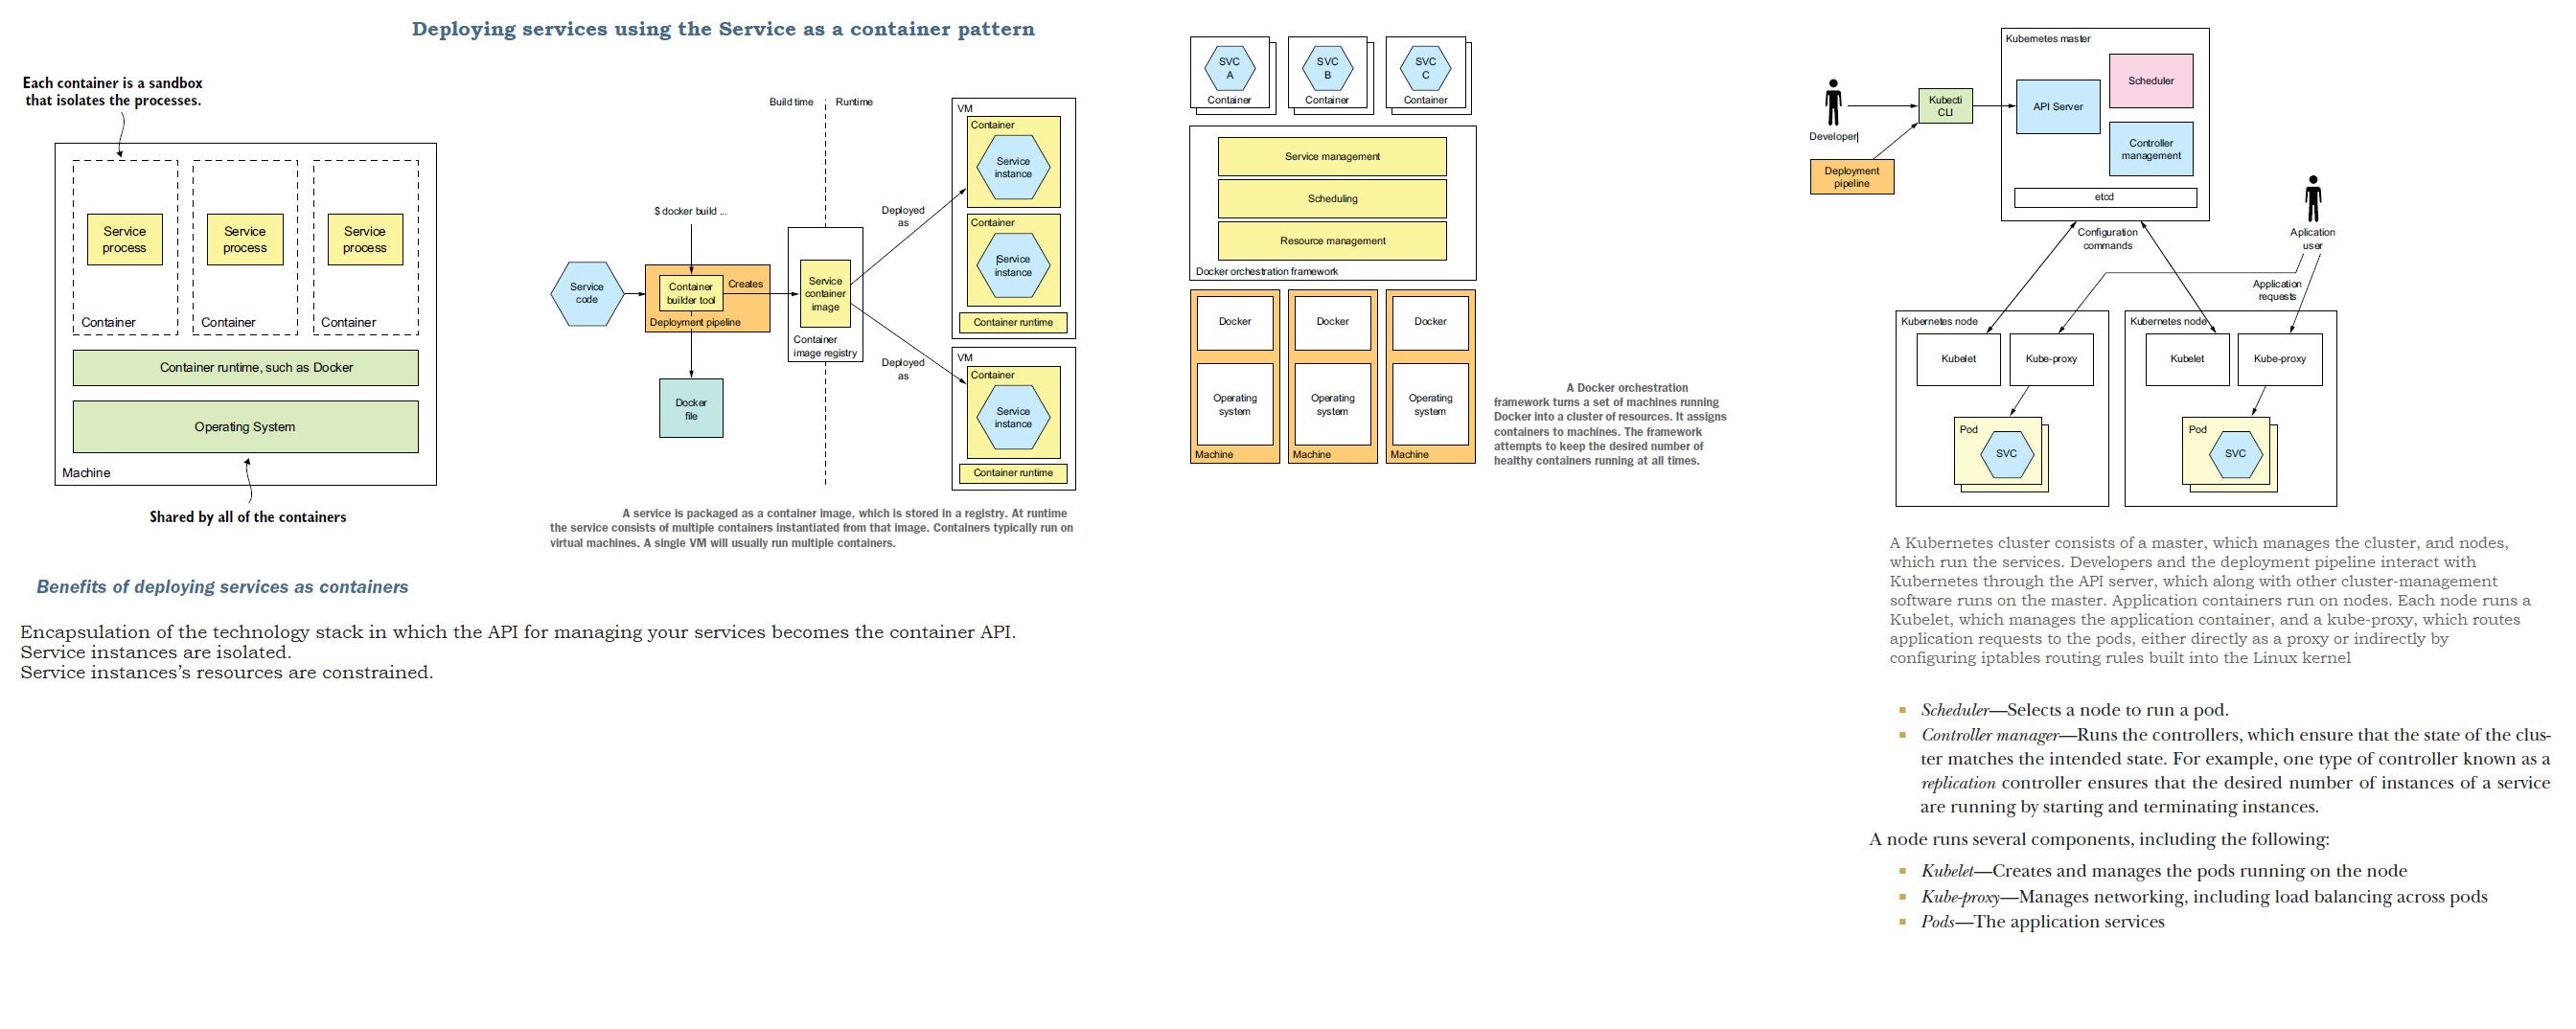 Deploying services using the Service as a container pattern
Each container is a sandbox
that isolates the processes.
Service
process
Service
process
Service
process
Container
Container
Container
Container runtime, such as Docker
Operating System
Machine
Shared by all of the containers
Build time
Runtime
$ docker build ...
Service
code
Container
builder tool
Deployment pipeline
Creates
Docker
file
Service
container
image
Container
image registry
Deployed
as
Deployed
as
VM
Container
Service
instance
Container
Service
instance
Container runtime
VM
Container
Service
instance
Container runtime
A service is packaged as a container image, which is stored in a registry. At runtime
the service consists of multiple containers instantiated from that image. Containers typically run on
virtual machines. A single VM will usually run multiple containers.
Benefits of deploying services as containers
Encapsulation of the technology stack in which the API for managing your services becomes the container API.
Service instances are isolated.
Service instances's resources are constrained.
SVC
A
Container
SVC
B
Container
SVC
C
Container
Service management
Scheduling
Resource management
Docker orchestration framework
Docker
Docker
Docker
Operating
system
Operating
system
Operating
system
Machine
Machine
Machine
A Docker orchestration
framework turns a set of machines running
Docker into a cluster of resources. It assigns
containers to machines. The framework
attempts to keep the desired number of
healthy containers running at all times.
Kubernetes master
API Server
Scheduler
Controller
management
etcd
Developer
Kubecti
CLI
Deployment
pipeline
Configuration
commands
Aplication
user
Application
requests
Kubernetes node
Kubelet
Kube-proxy
Pod
SVC
Kubernetes node
Kubelet
Kube-proxy
Pod
SVC
A Kubernetes cluster consists of a master, which manages the cluster, and nodes,
which run the services. Developers and the deployment pipeline interact with
Kubernetes through the API server, which along with other cluster-management
software runs on the master. Application containers run on nodes. Each node runs a
Kubelet, which manages the application container, and a kube-proxy, which routes
application requests to the pods, either directly as a proxy or indirectly by
configuring iptables routing rules built into the Linux kernel
■ Scheduler—Selects a node to run a pod.
■ Controller manager—Runs the controllers, which ensure that the state of the clus-
ter matches the intended state. For example, one type of controller known as a
replication controller ensures that the desired number of instances of a service
are running by starting and terminating instances.
A node runs several components, including the following:
■ Kubelet—Creates and manages the pods running on the node
■ Kube-proxy—Manages networking, including load balancing across pods
■ Pods—The application services